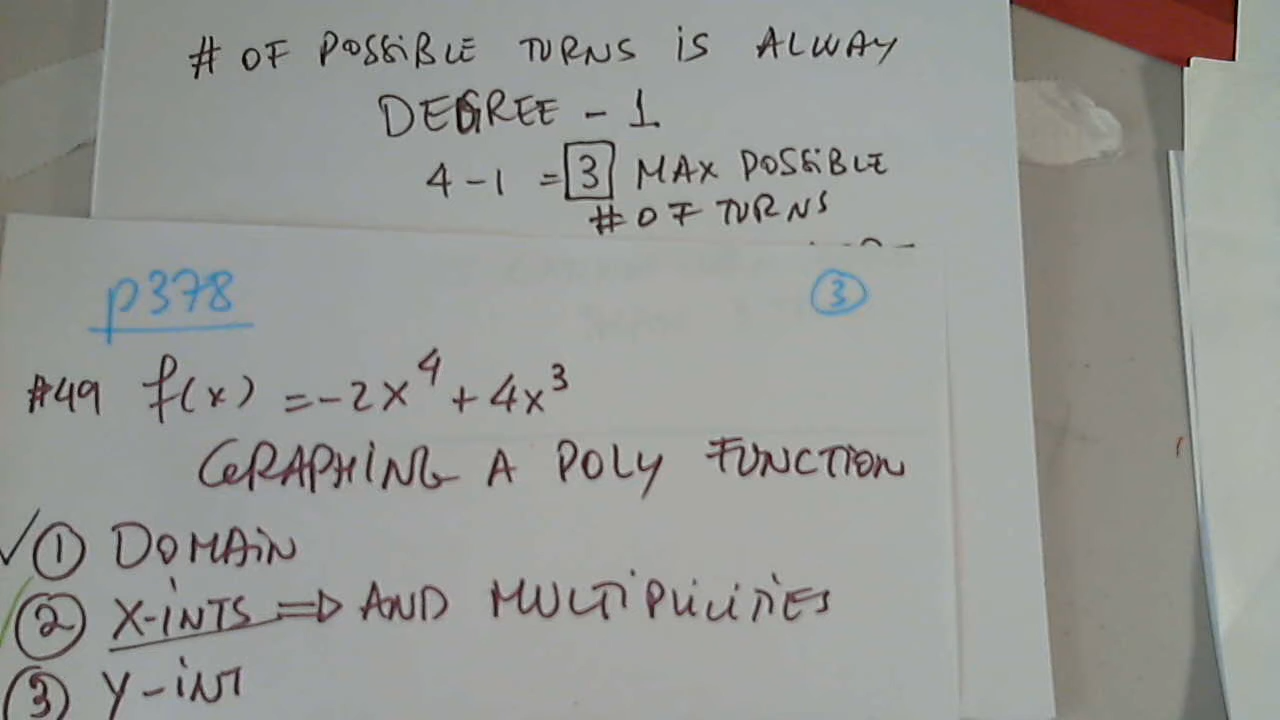 # OF POSSIBLE TURNS IS ALWAY
DEGREE - 1
4 - 1 = 3 MAX POSSIBLE
# OF TURNS
p378
3
#49 f(x) = -2x⁴ + 4x³
GRAPHING A POLY FUNCTION
✓ ① DOMAIN
② X-INTS ⇒ AND MULTIPLICITIES
③ Y-INT